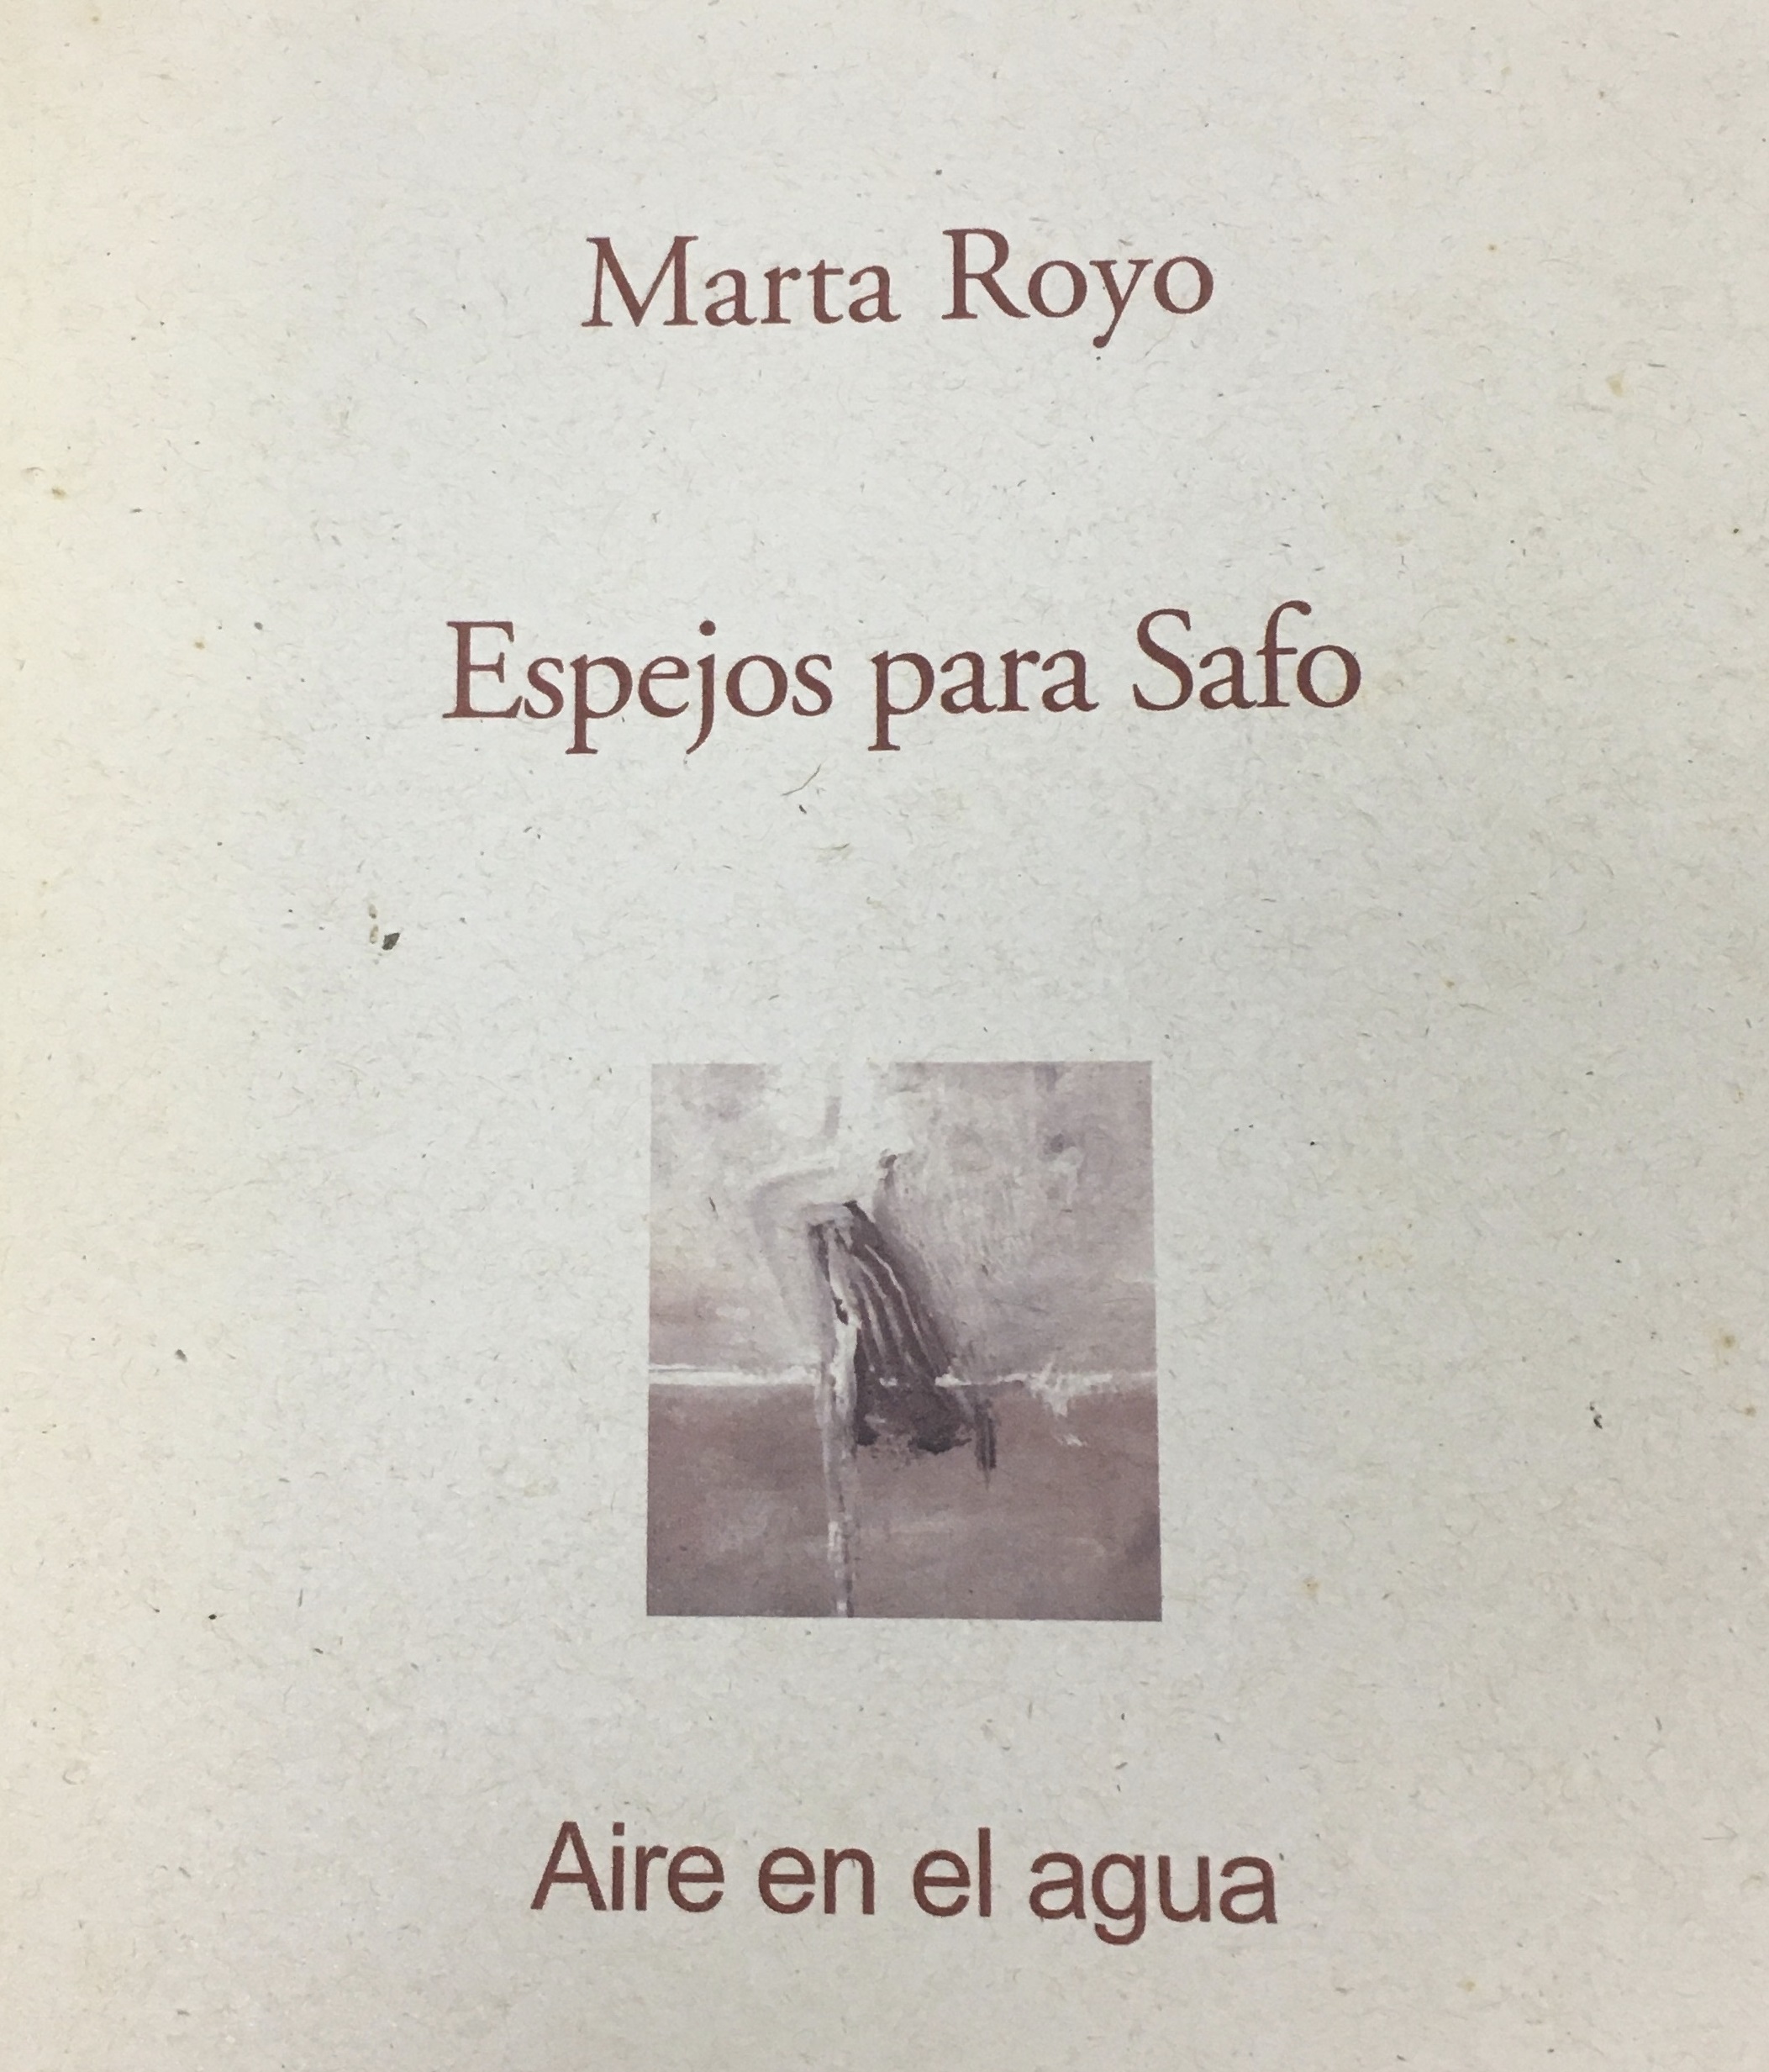 Marta Royo
Espejos para Safo
Aire en el agua